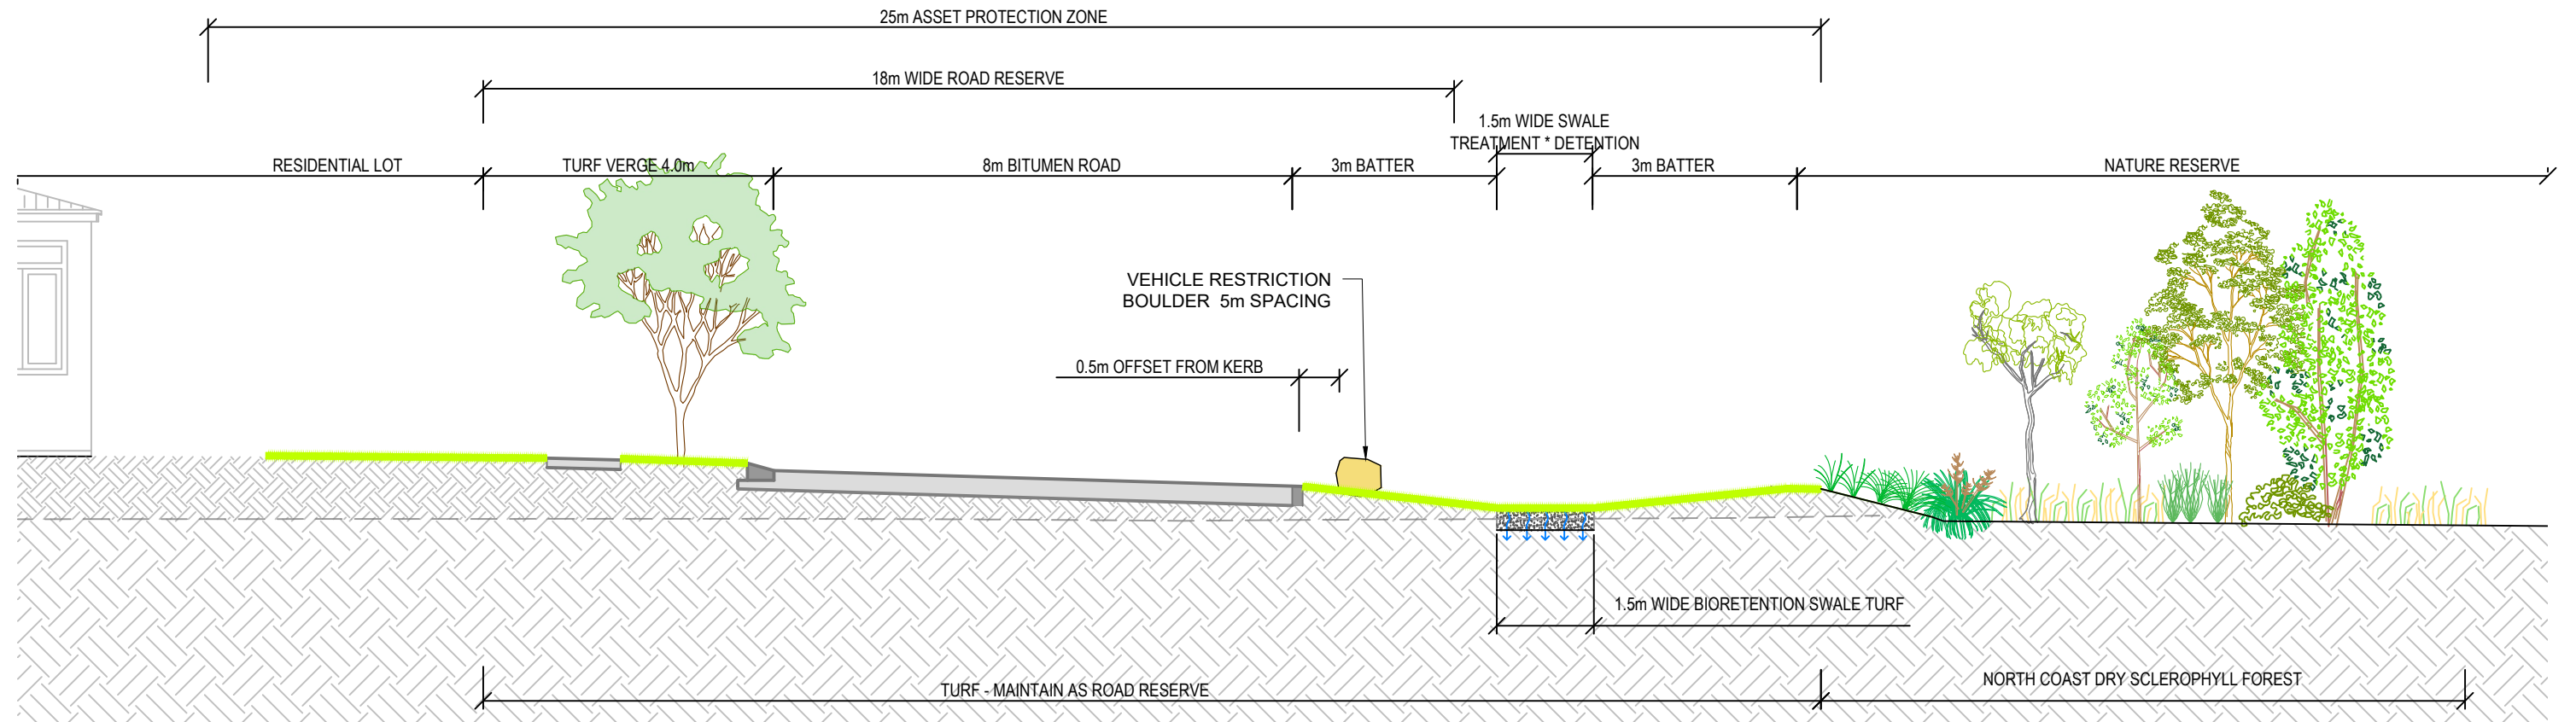 25m ASSET PROTECTION ZONE
18m WIDE ROAD RESERVE
1.5m WIDE SWALE
TREATMENT * DETENTION
RESIDENTIAL LOT
TURF VERGE 4.0m
8m BITUMEN ROAD
3m BATTER
3m BATTER
NATURE RESERVE
VEHICLE RESTRICTION
BOULDER 5m SPACING
0.5m OFFSET FROM KERB
1.5m WIDE BIORETENTION SWALE TURF
TURF - MAINTAIN AS ROAD RESERVE
NORTH COAST DRY SCLEROPHYLL FOREST